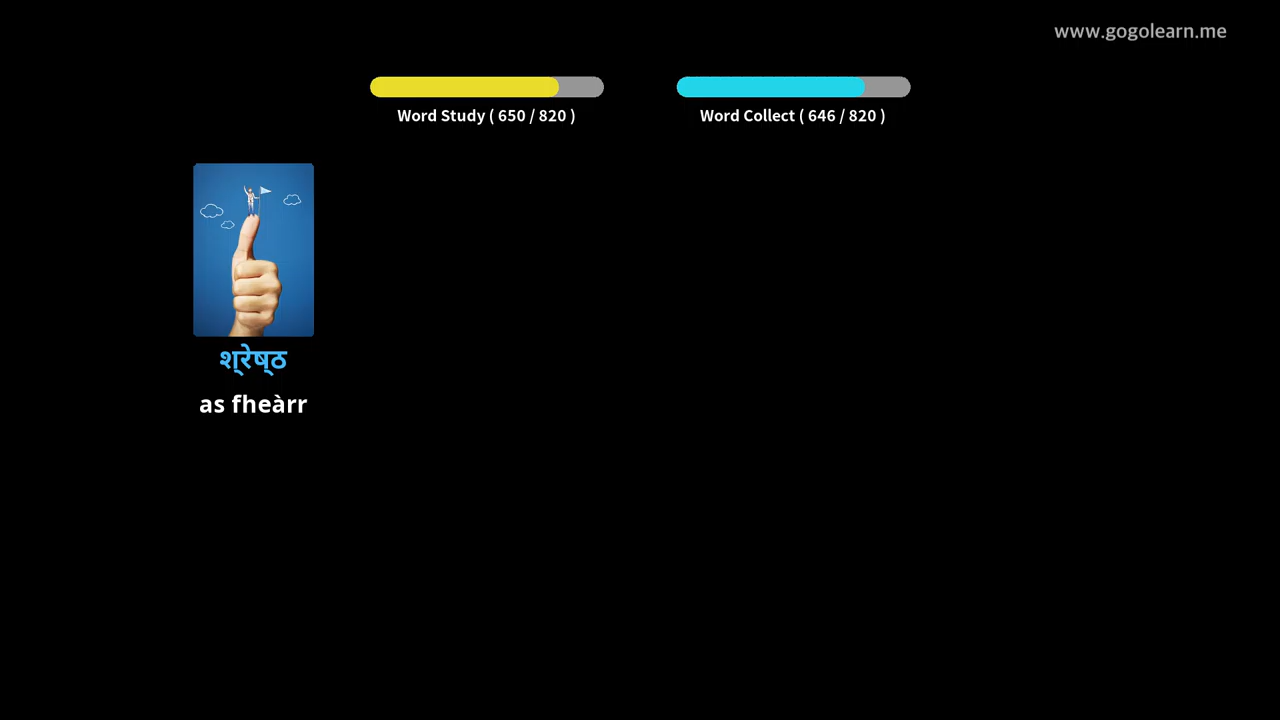 www.gogolearn.me
Word Study ( 650 / 820 )
Word Collect ( 646 / 820 )
श्रेष्ठ
as fheàrr